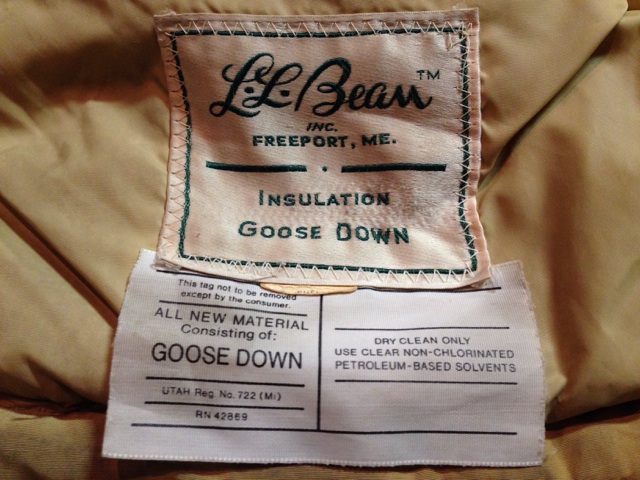 L.L. Bean™
INC.
FREEPORT, ME.
INSULATION
GOOSE DOWN
This tag not to be removed
except by the consumer.
ALL NEW MATERIAL
Consisting of:
GOOSE DOWN
UTAH Reg. No. 722 (MI)
RN 42869
DRY CLEAN ONLY
USE CLEAR NON-CHLORINATED
PETROLEUM-BASED SOLVENTS